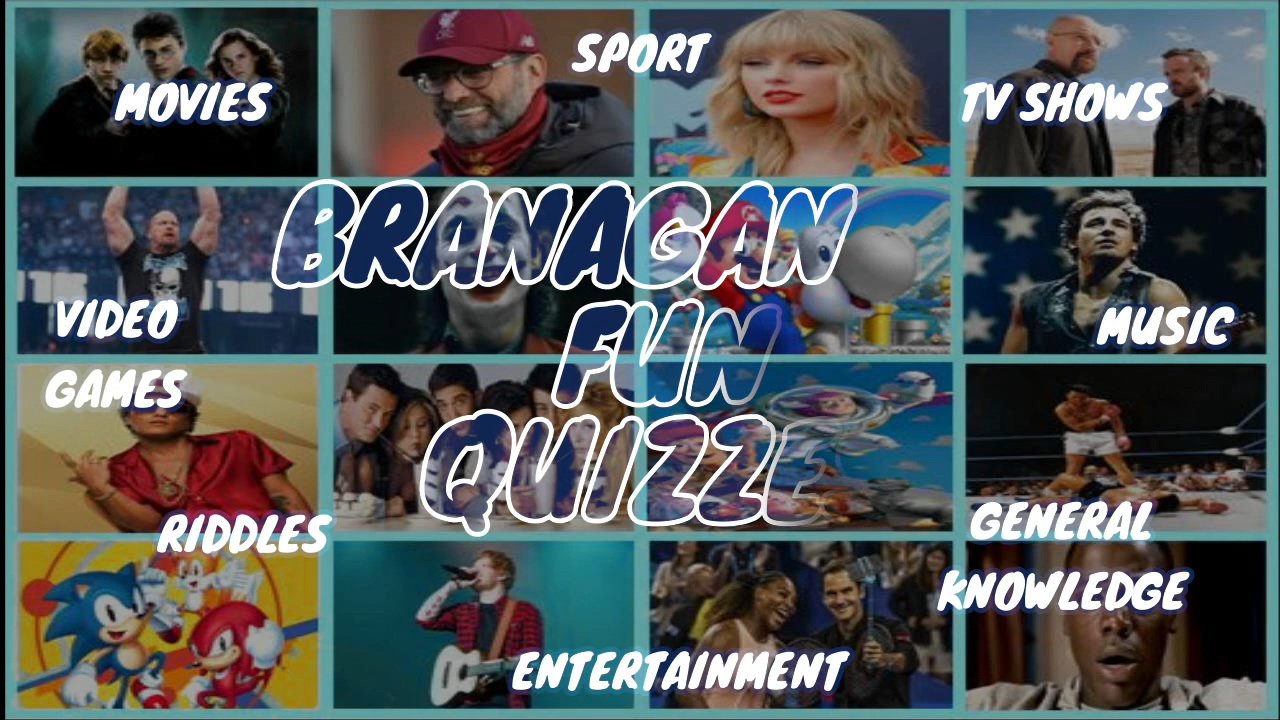 SPORT
MOVIES
TV SHOWS
BRANAGAN
VIDEO
GAMES
FUN
MUSIC
QUIZZE
RIDDLES
GENERAL
KNOWLEDGE
ENTERTAINMENT